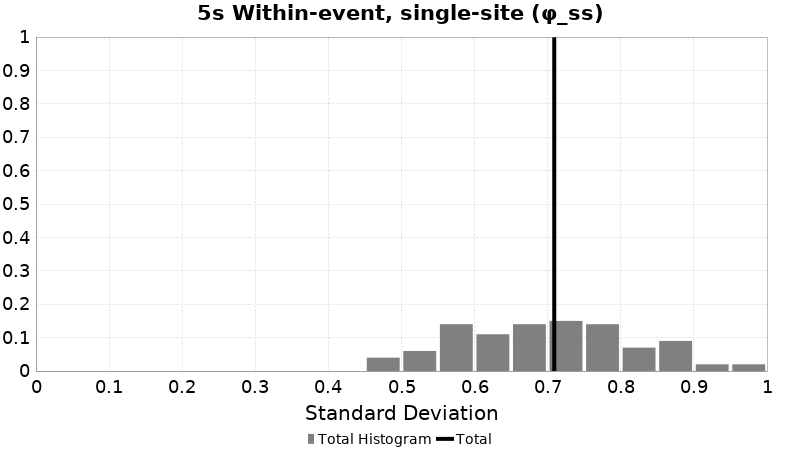 5s Within-event, single-site (φ_ss)
1
0.9
0.8
0.7
0.6
0.5
0.4
0.3
0.2
0.1
0
0 0.1 0.2 0.3 0.4 0.5 0.6 0.7 0.8 0.9 1
Standard Deviation
Total Histogram Total